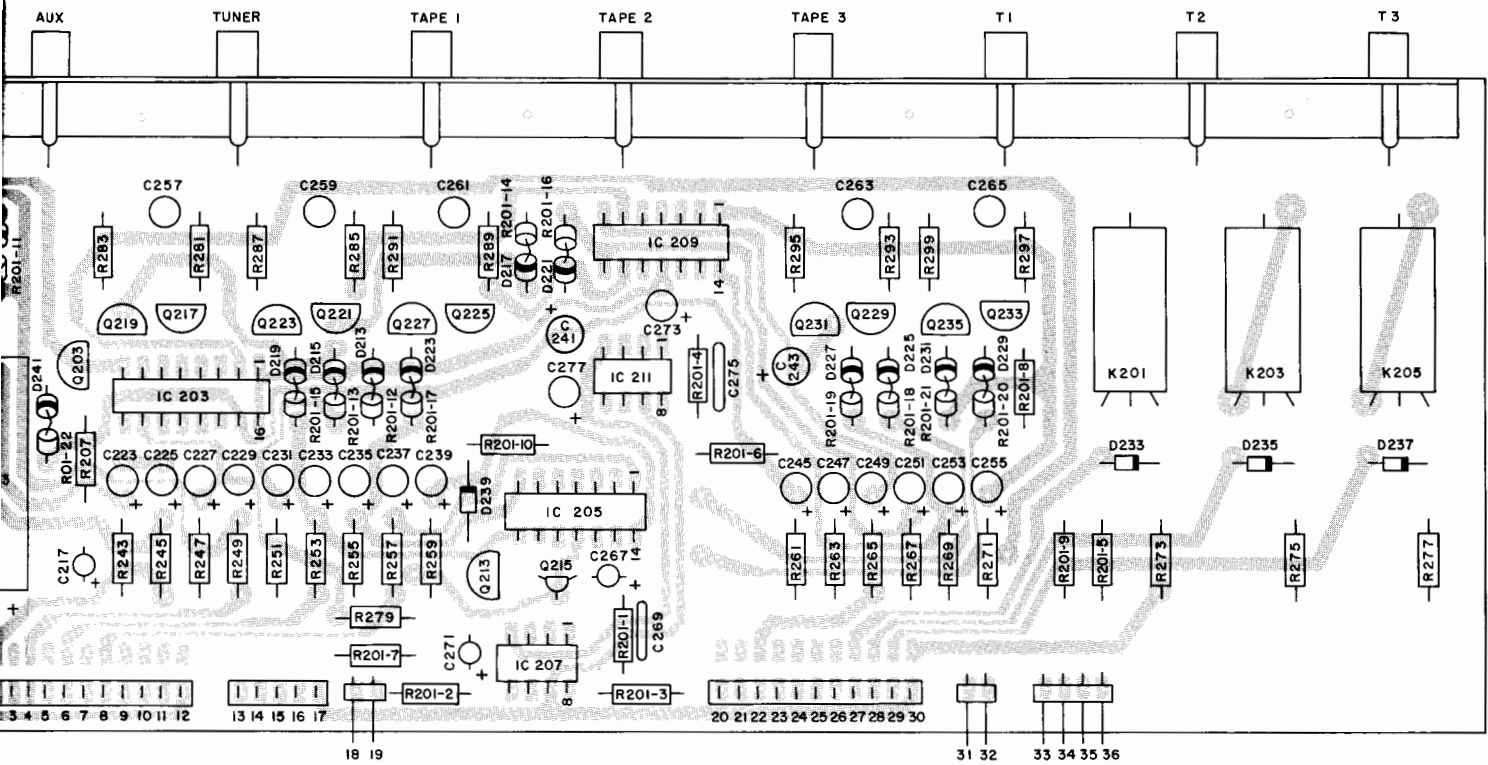 AUX TUNER TAPE 1 TAPE 2 TAPE 3 T1 T2 T3
C257 C259 C261 R201-14 R201-16 C263 C265
R201-11 R283 R281 R287 R285 R291 R289 D217 D221 IC 209 1 14 R295 R293 R299 R297
Q219 Q217 Q223 Q221 Q227 Q225 + C241 C273 + Q231 Q229 Q235 Q233
D241 Q203 D219 D215 D213 D223 C277 + IC 211 1 8 R201-4 C275 + C243 D227 D225 D231 D229 R201-8 K201 K203 K205
IC 203 1 16 R201-15 R201-13 R201-12 R201-17 R201-19 R201-18 R201-21 R201-20
R01-22 R207 R201-10 R201-6 D233 D235 D237
C223 C225 C227 C229 C231 C233 C235 C237 C239 D239 C245 C247 C249 C251 C253 C255
+ + + + + + + + + + + + + + +
IC 205 1 14
C217 + R243 R245 R247 R249 R251 R253 R255 R257 R259 Q213 Q215 C267 + R261 R263 R265 R267 R269 R271 R201-9 R201-5 R273 R275 R277
+ R279 R201-1 C269
R201-7 C271 + IC 207 1 8
R201-2 R201-3
3 4 5 6 7 8 9 10 11 12 13 14 15 16 17 20 21 22 23 24 25 26 27 28 29 30
18 19 31 32 33 34 35 36